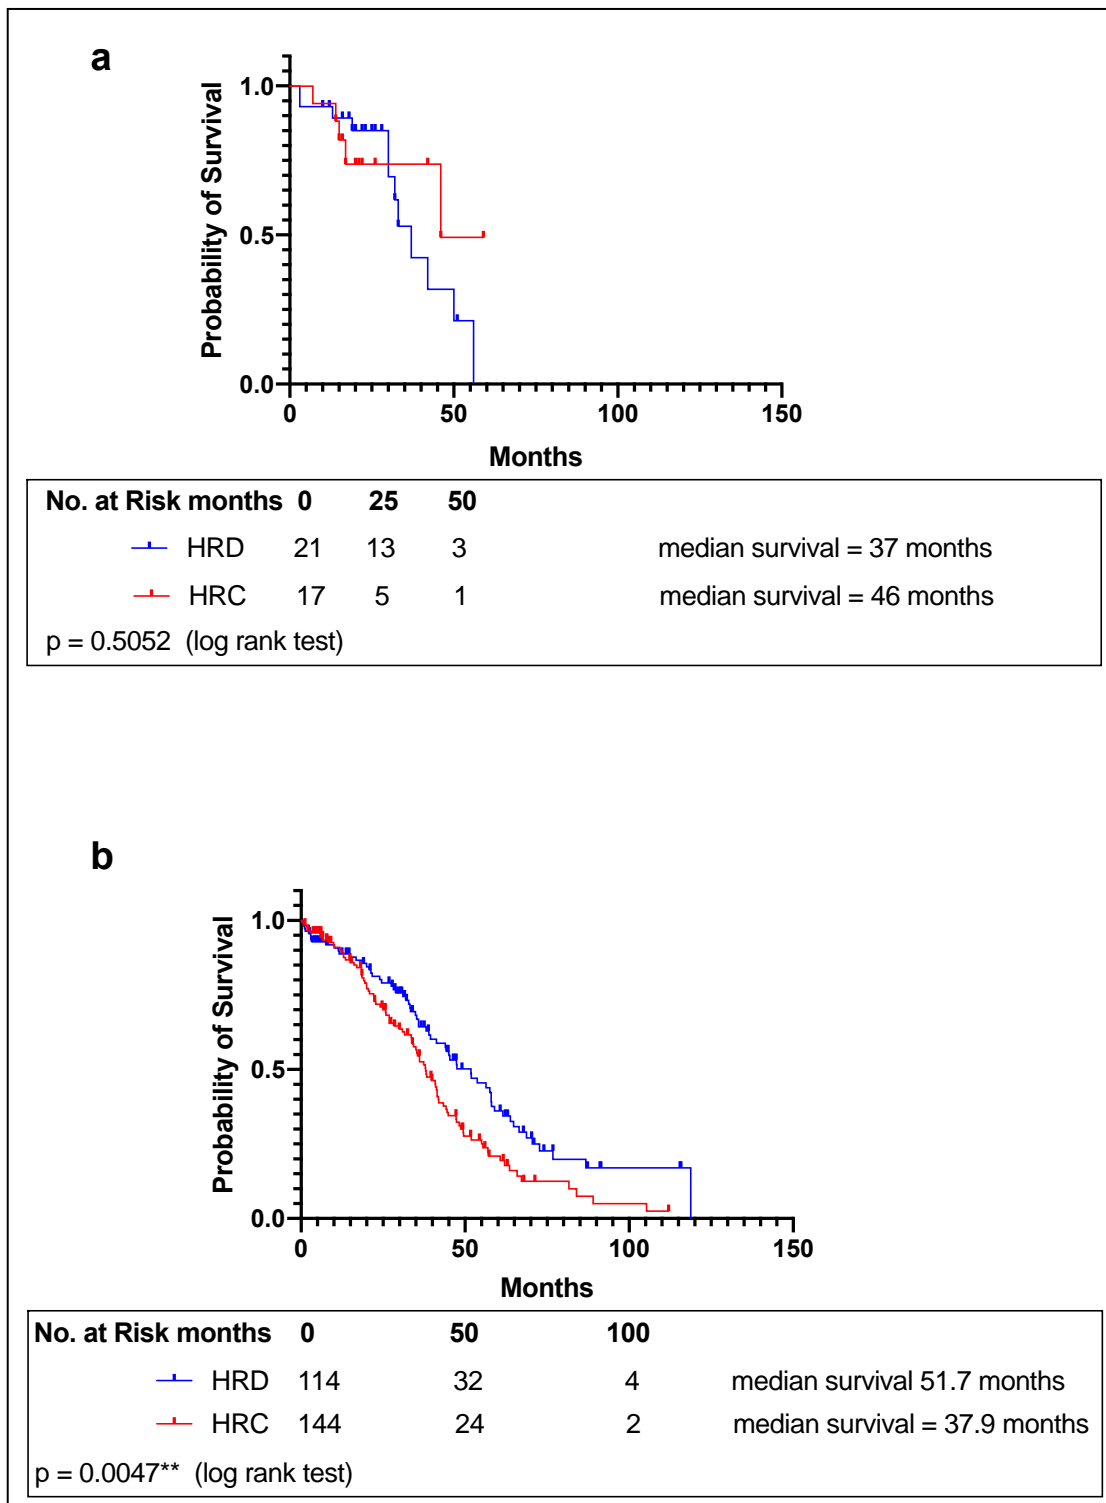 a
1.0
0.5
0.0
Probability of Survival
0 50 100 150
Months
No. at Risk months 0 25 50
HRD 21 13 3 median survival = 37 months
HRC 17 5 1 median survival = 46 months
p = 0.5052 (log rank test)
b
1.0
0.5
0.0
Probability of Survival
0 50 100 150
Months
No. at Risk months 0 50 100
HRD 114 32 4 median survival 51.7 months
HRC 144 24 2 median survival = 37.9 months
p = 0.0047** (log rank test)